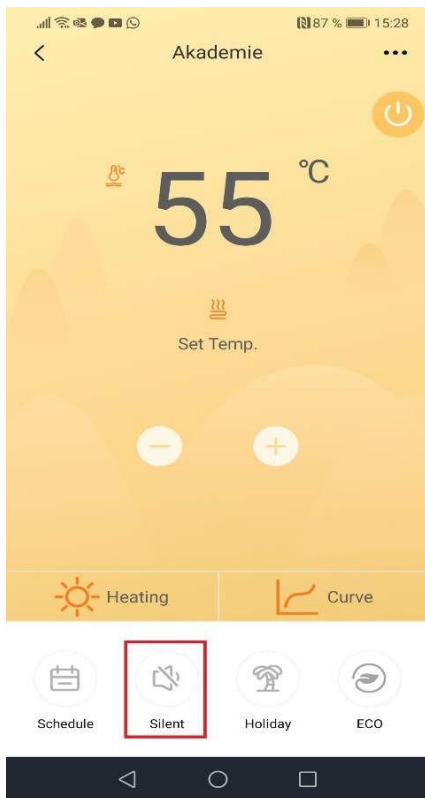 87 % 15:28
Akademie
55 °C
Set Temp.
Heating Curve
Schedule Silent Holiday ECO